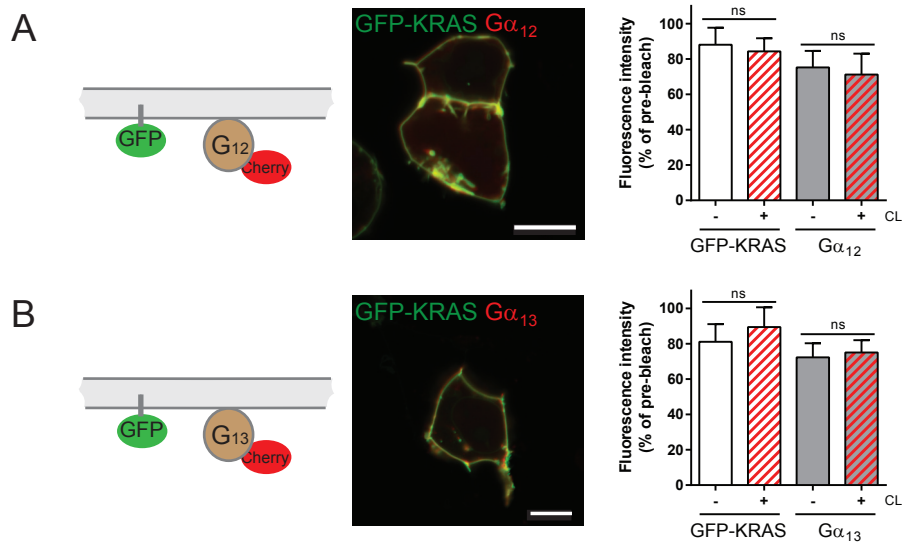 A
GFP
G12
Cherry
GFP-KRAS Gα12
Fluorescence intensity
(% of pre-bleach)
100
80
60
40
20
0
ns
ns
- + - + CL
GFP-KRAS Gα12
B
GFP
G13
Cherry
GFP-KRAS Gα13
Fluorescence intensity
(% of pre-bleach)
100
80
60
40
20
0
ns
ns
- + - + CL
GFP-KRAS Gα13